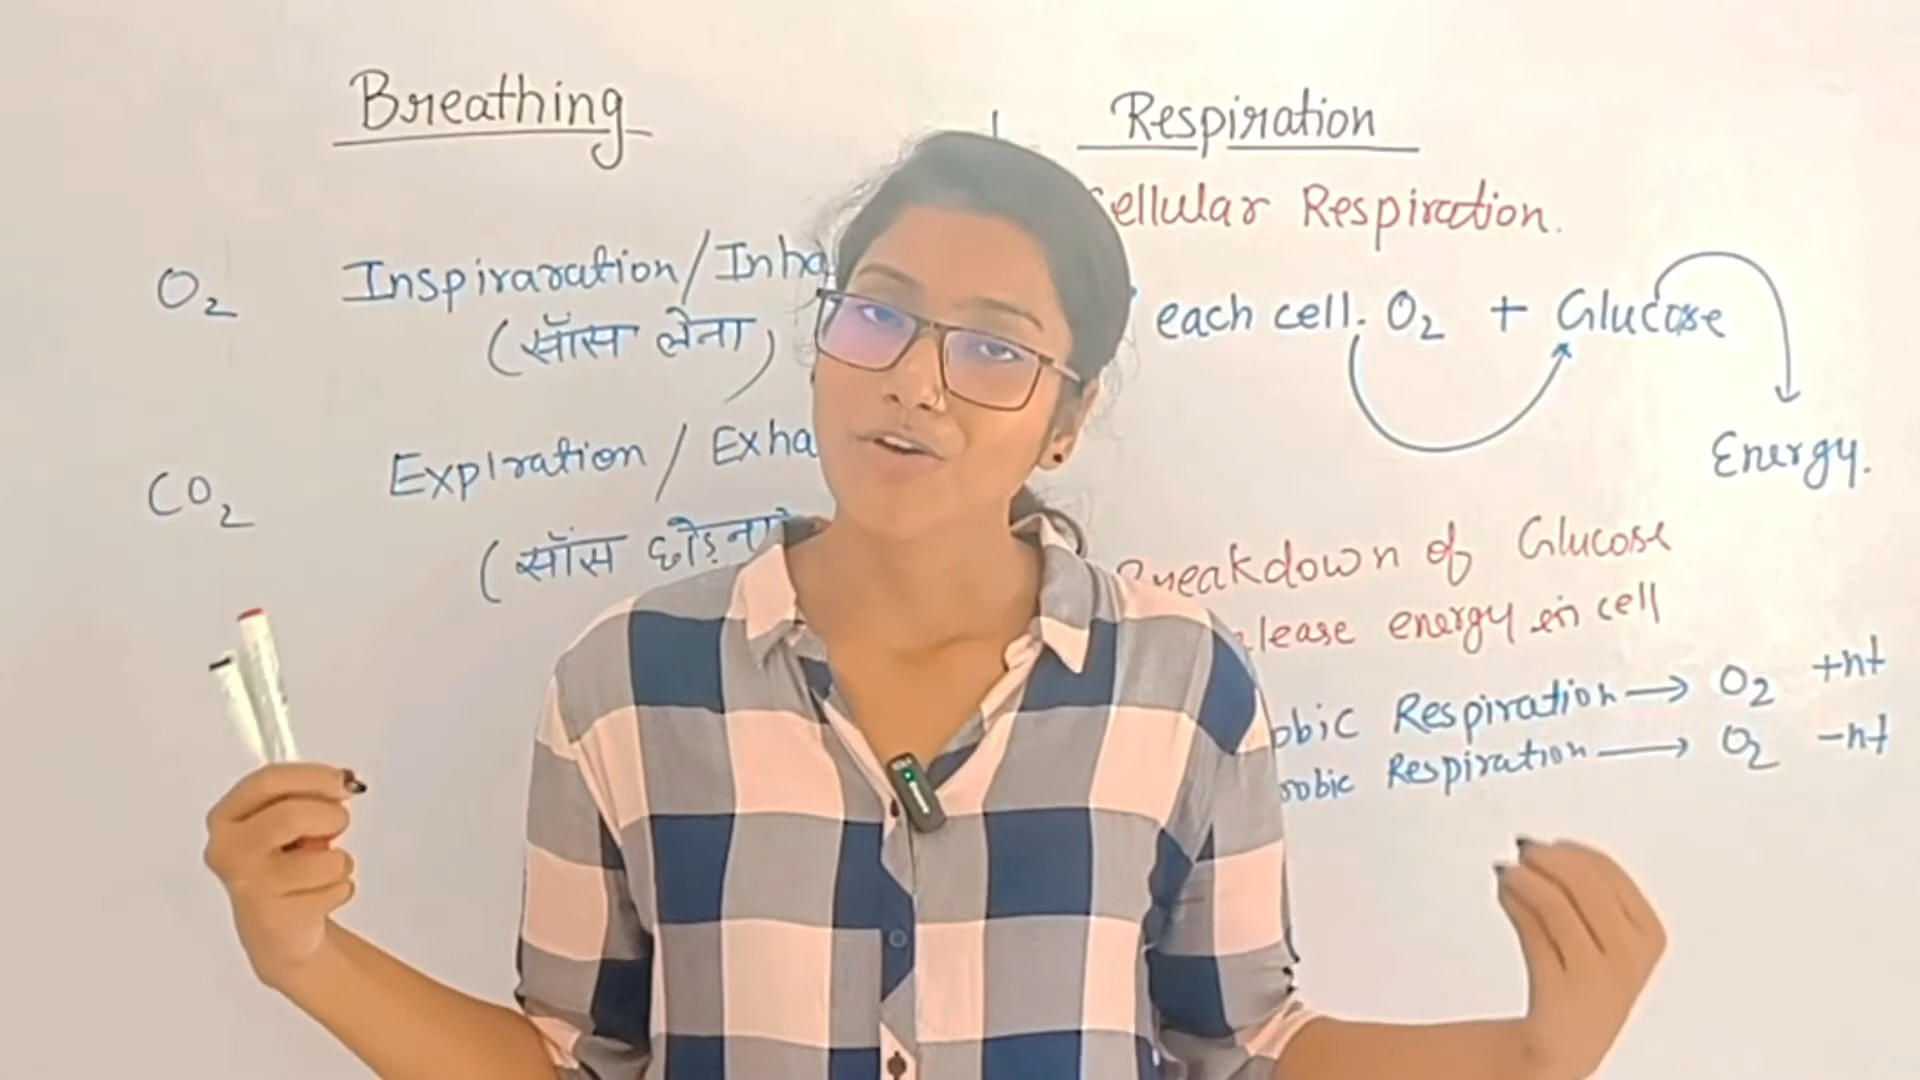 Breathing
O2 Inspiraration/Inha
(साँस लेना)
CO2 Expiration / Exha
(साँस छोड़ना
Respiration
Cellular Respiration.
each cell. O2 + Glucose
Energy.
Breakdown of Glucose
lease energy in cell
obic Respiration → O2 +nt
robic Respiration → O2 -nt